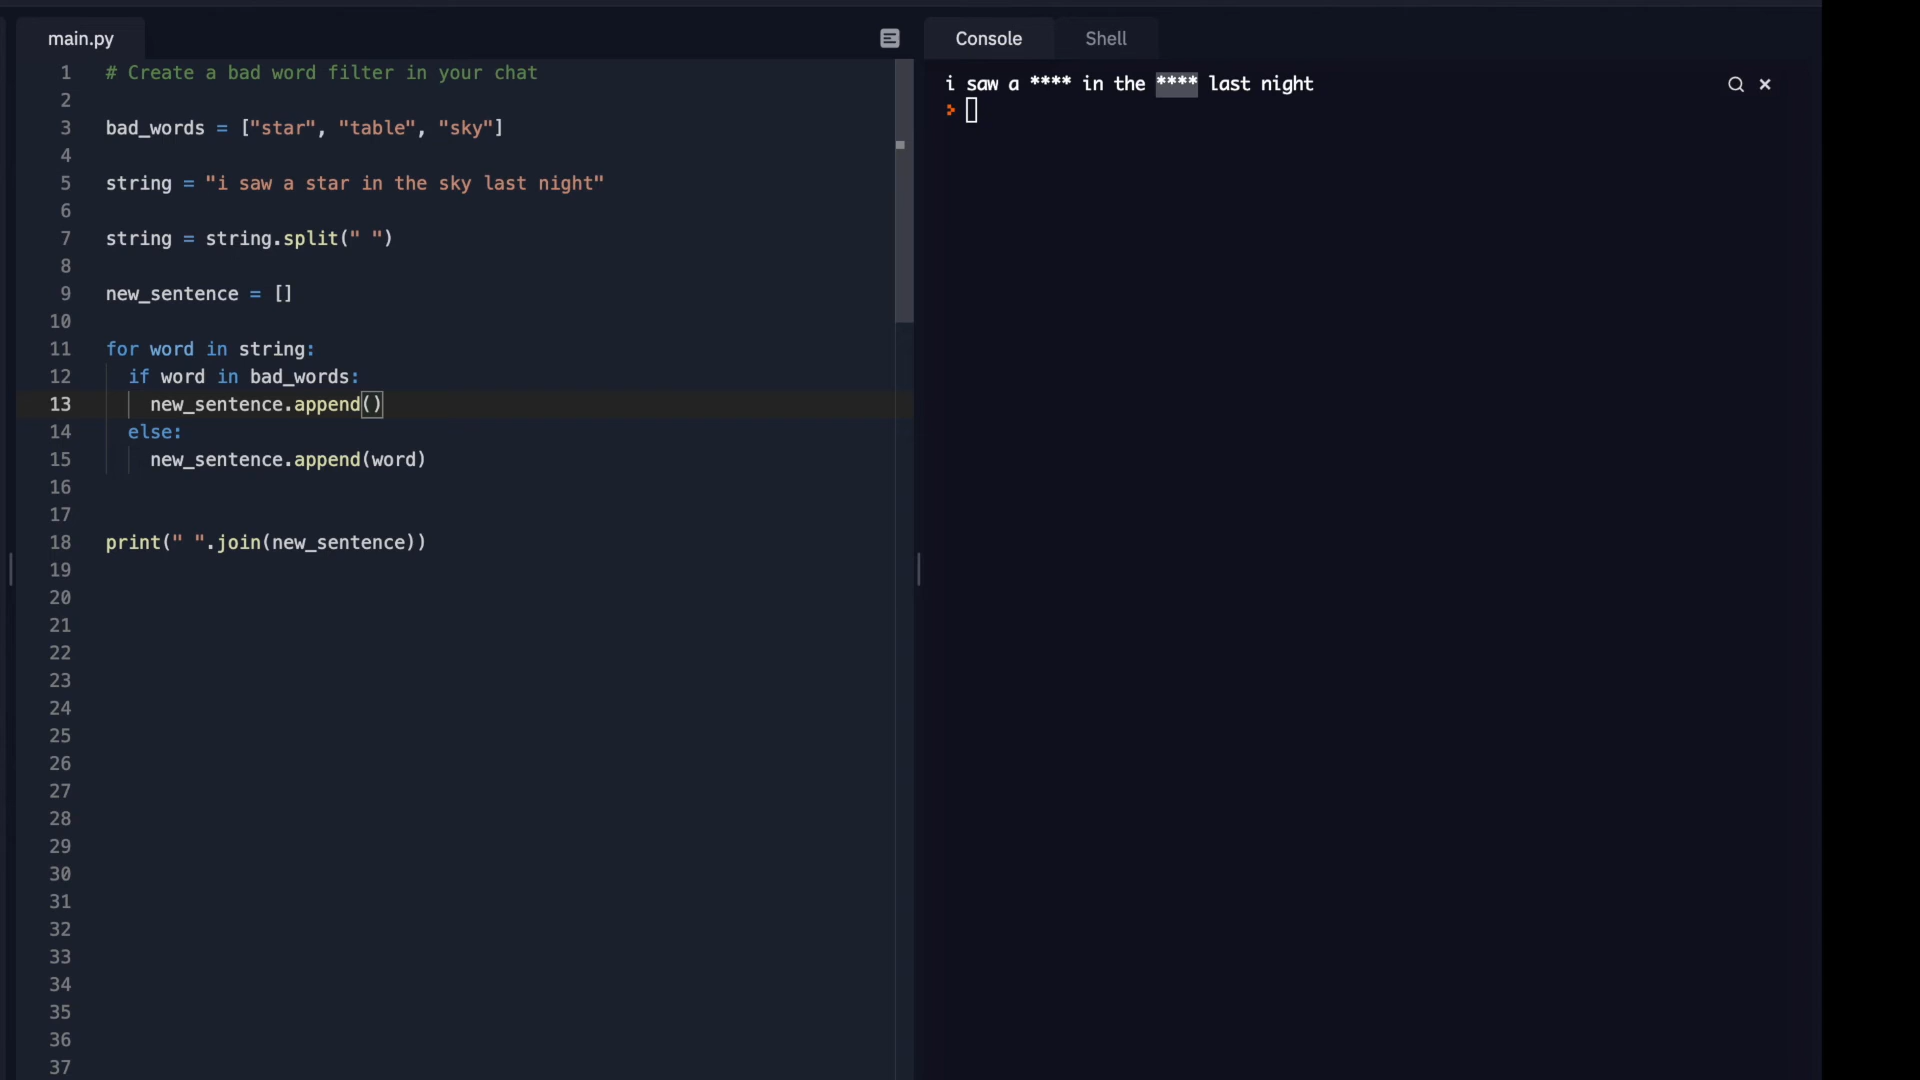 main.py
1 # Create a bad word filter in your chat
2
3 bad_words = ["star", "table", "sky"]
4
5 string = "i saw a star in the sky last night"
6
7 string = string.split(" ")
8
9 new_sentence = []
10
11 for word in string:
12 if word in bad_words:
13 new_sentence.append()
14 else:
15 new_sentence.append(word)
16
17
18 print(" ".join(new_sentence))
19
20
21
22
23
24
25
26
27
28
29
30
31
32
33
34
35
36
37
Console Shell
i saw a **** in the **** last night